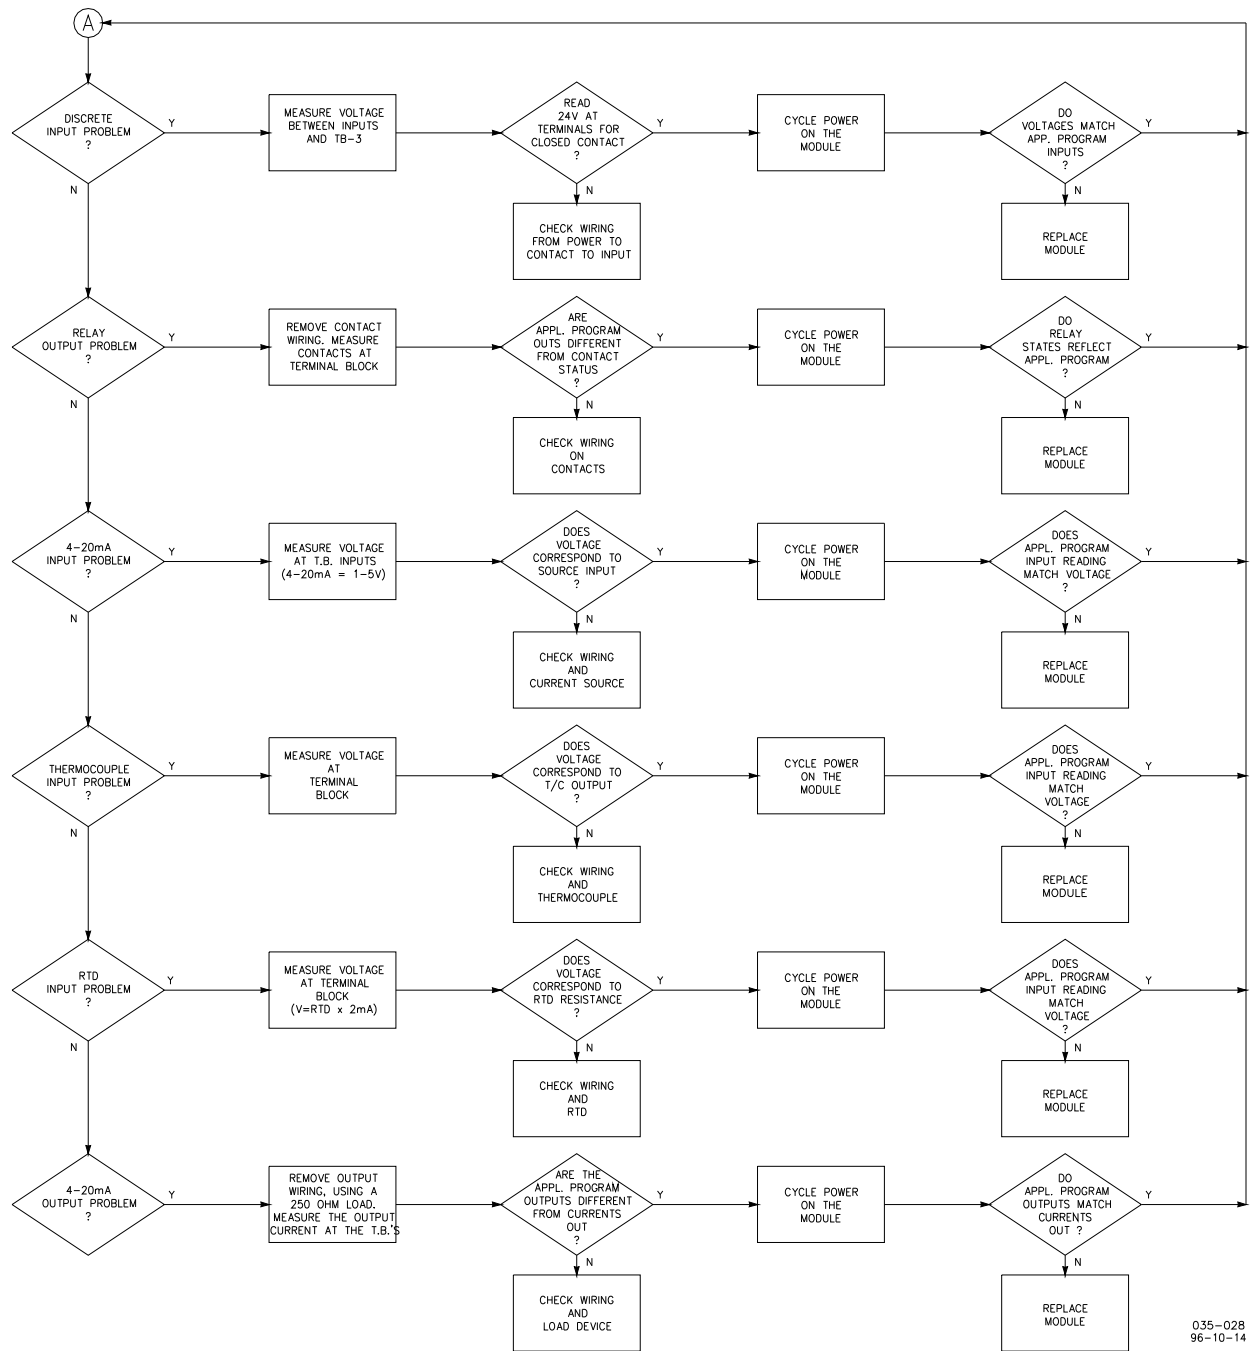 A
DISCRETE
INPUT PROBLEM
?
Y
N
MEASURE VOLTAGE
BETWEEN INPUTS
AND TB-3
READ
24V AT
TERMINALS FOR
CLOSED CONTACT
?
Y
N
CHECK WIRING
FROM POWER TO
CONTACT TO INPUT
CYCLE POWER
ON THE
MODULE
DO
VOLTAGES MATCH
APP. PROGRAM
INPUTS
?
Y
N
REPLACE
MODULE
RELAY
OUTPUT PROBLEM
?
Y
N
REMOVE CONTACT
WIRING. MEASURE
CONTACTS AT
TERMINAL BLOCK
ARE
APPL. PROGRAM
OUTS DIFFERENT
FROM CONTACT
STATUS
?
Y
N
CHECK WIRING
ON
CONTACTS
CYCLE POWER
ON THE
MODULE
DO
RELAY
STATES REFLECT
APPL. PROGRAM
?
Y
N
REPLACE
MODULE
4-20mA
INPUT PROBLEM
?
Y
N
MEASURE VOLTAGE
AT T.B. INPUTS
(4-20mA = 1-5V)
DOES
VOLTAGE
CORRESPOND TO
SOURCE INPUT
?
Y
N
CHECK WIRING
AND
CURRENT SOURCE
CYCLE POWER
ON THE
MODULE
DOES
APPL. PROGRAM
INPUT READING
MATCH VOLTAGE
?
Y
N
REPLACE
MODULE
THERMOCOUPLE
INPUT PROBLEM
?
Y
N
MEASURE VOLTAGE
AT
TERMINAL
BLOCK
DOES
VOLTAGE
CORRESPOND TO
T/C OUTPUT
?
Y
N
CHECK WIRING
AND
THERMOCOUPLE
CYCLE POWER
ON THE
MODULE
DOES
APPL. PROGRAM
INPUT READING
MATCH
VOLTAGE
?
Y
N
REPLACE
MODULE
RTD
INPUT PROBLEM
?
Y
N
MEASURE VOLTAGE
AT TERMINAL
BLOCK
(V=RTD x 2mA)
DOES
VOLTAGE
CORRESPOND TO
RTD RESISTANCE
?
Y
N
CHECK WIRING
AND
RTD
CYCLE POWER
ON THE
MODULE
DOES
APPL. PROGRAM
INPUT READING
MATCH
VOLTAGE
?
Y
N
REPLACE
MODULE
4-20mA
OUTPUT PROBLEM
?
Y
REMOVE OUTPUT
WIRING, USING A
250 OHM LOAD.
MEASURE THE OUTPUT
CURRENT AT THE T.B.'S
ARE THE
APPL. PROGRAM
OUTPUTS DIFFERENT
FROM CURRENTS
OUT
?
Y
N
CHECK WIRING
AND
LOAD DEVICE
CYCLE POWER
ON THE
MODULE
DO
APPL. PROGRAM
OUTPUTS MATCH
CURRENTS
OUT ?
Y
N
REPLACE
MODULE
035-028
96-10-14